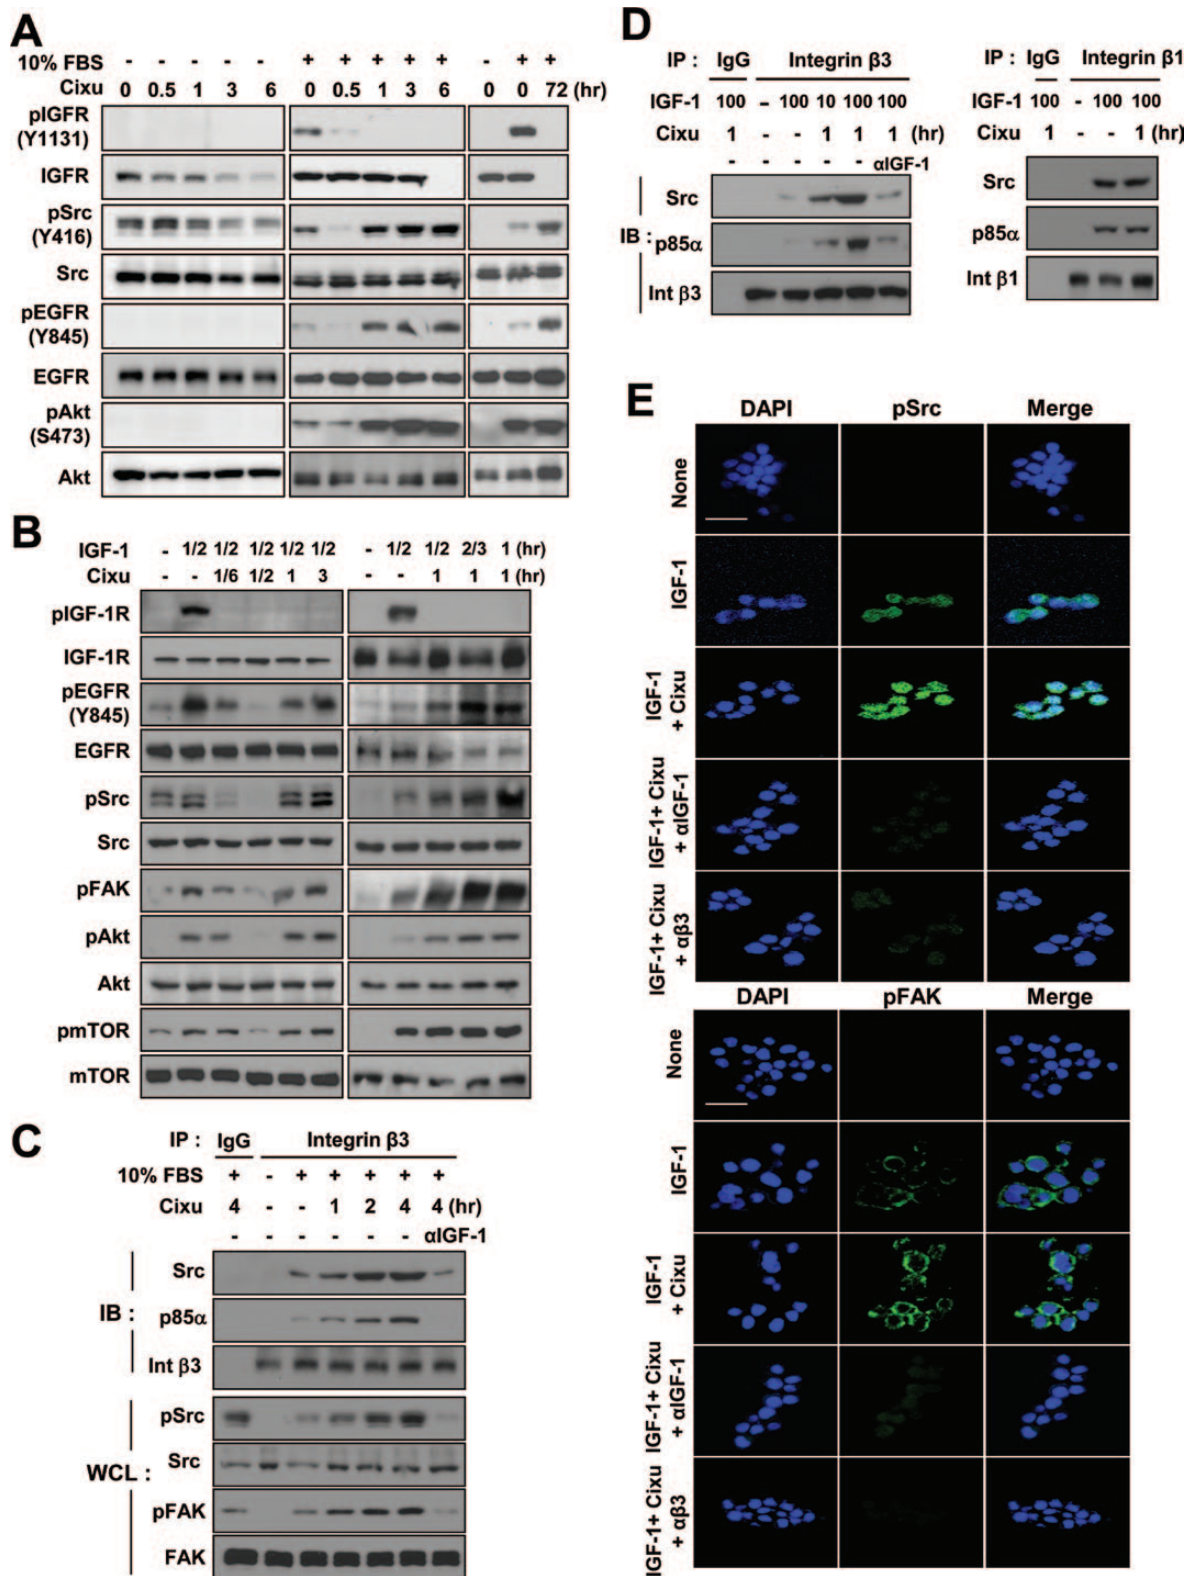 A
10% FBS - - - - - + + + + + - + +
Cixu 0 0.5 1 3 6 0 0.5 1 3 6 0 0 72 (hr)
pIGFR
(Y1131)
IGFR
pSrc
(Y416)
Src
pEGFR
(Y845)
EGFR
pAkt
(S473)
Akt
B
IGF-1 - 1/2 1/2 1/2 1/2 1/2 - 1/2 1/2 2/3 1 (hr)
Cixu - - 1/6 1/2 1 3 - - 1 1 1 (hr)
pIGF-1R
IGF-1R
pEGFR
(Y845)
EGFR
pSrc
Src
pFAK
pAkt
Akt
pmTOR
mTOR
C
IP : IgG Integrin β3
10% FBS + - + + + + +
Cixu 4 - - 1 2 4 4 (hr)
- - - - - - αIGF-1
IB :
Src
p85α
Int β3
WCL :
pSrc
Src
pFAK
FAK
D
IP : IgG Integrin β3
IGF-1 100 - 100 10 100 100
Cixu 1 - - 1 1 1 (hr)
- - - - - αIGF-1
IB :
Src
p85α
Int β3
IP : IgG Integrin β1
IGF-1 100 - 100 100
Cixu 1 - - 1 (hr)
Src
p85α
Int β1
E
DAPI pSrc Merge
None
IGF-1
IGF-1
+ Cixu
IGF-1+ Cixu
+ αIGF-1
IGF-1+ Cixu
+ αβ3
DAPI pFAK Merge
None
IGF-1
IGF-1
+ Cixu
IGF-1+ Cixu
+ αIGF-1
IGF-1+ Cixu
+ αβ3